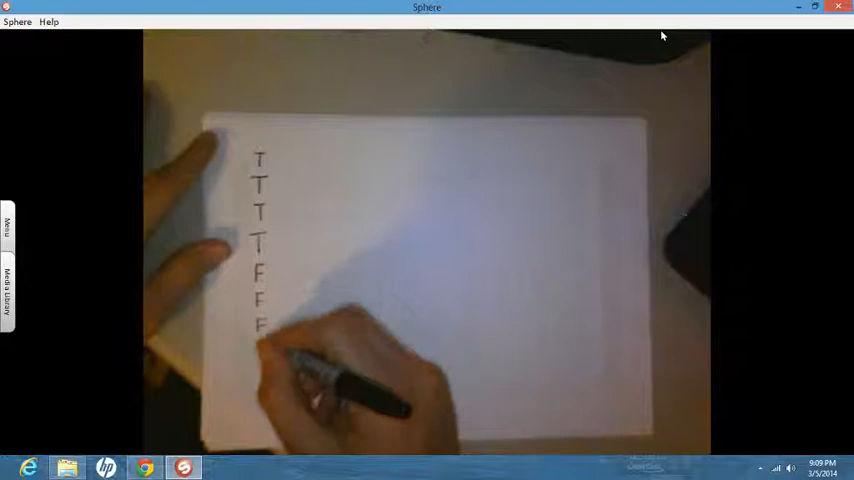 Sphere
Sphere Help
Menu
Media Library
T
T
T
T
F
F
F
9:09 PM
3/5/2014